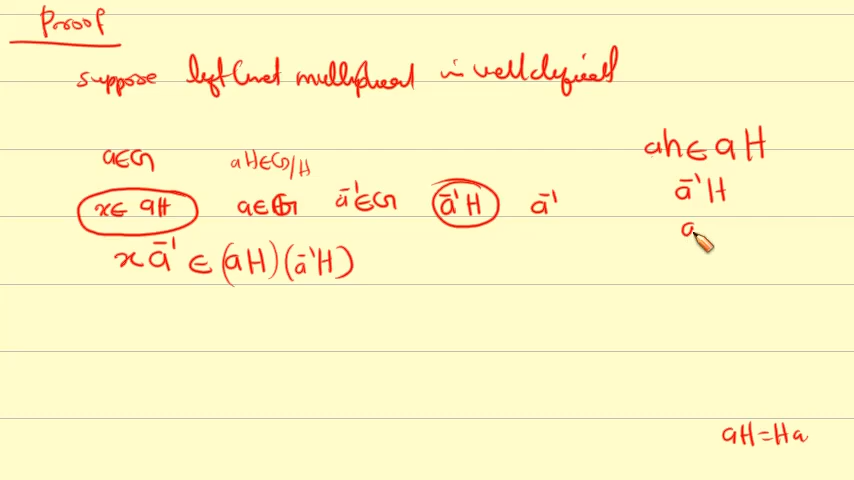 Proof
suppose left Coset multiplication is well defined
a∈G aH∈G/H
x∈ aH a∈G a⁻¹∈G a⁻¹H a⁻¹
x a⁻¹ ∈ (aH)(a⁻¹H)
ah∈ aH
a⁻¹H
a
aH=Ha